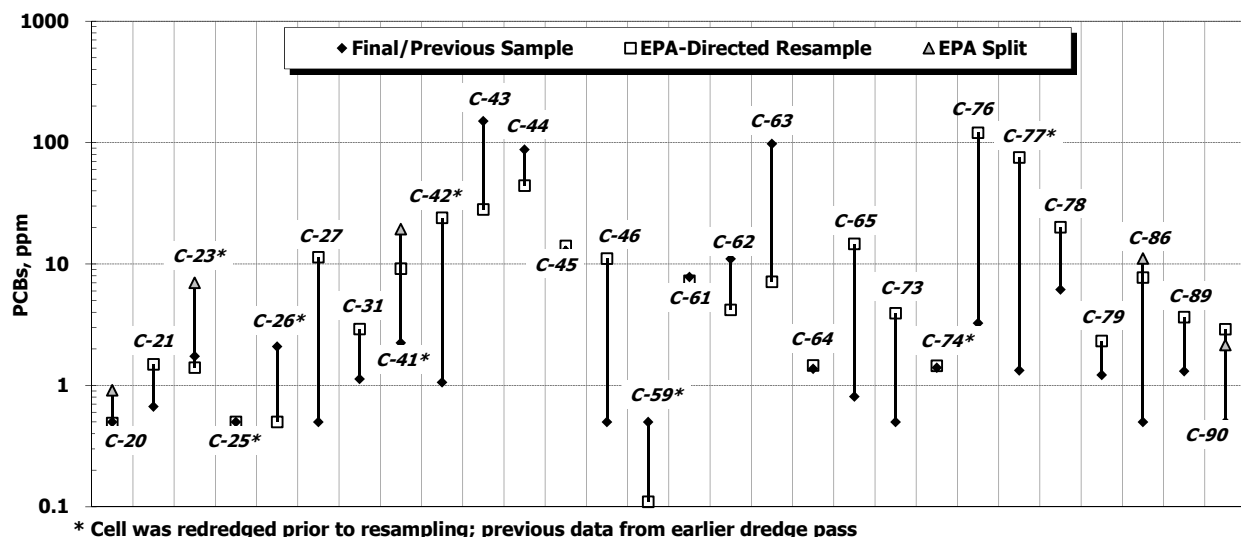 1000
Final/Previous Sample EPA-Directed Resample EPA Split
C-43
C-76
C-44
C-63
100
C-77*
C-42*
C-78
C-27
C-65
C-46
C-62
C-86
C-23*
10
C-45
C-31
C-73
C-61
C-89
C-21
C-26*
C-41*
C-64
C-74*
C-79
1
C-59*
C-20
C-25*
C-90
0.1
PCBs, ppm
* Cell was redredged prior to resampling; previous data from earlier dredge pass